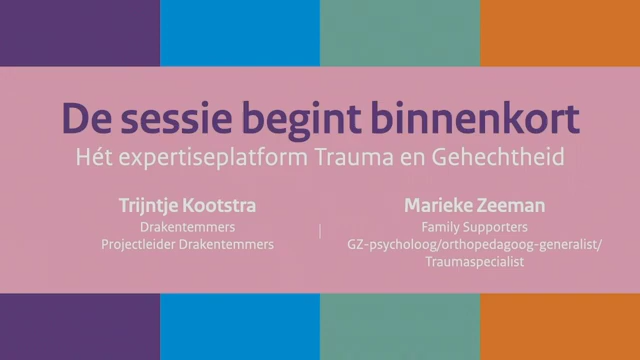 De sessie begint binnenkort
Hét expertiseplatform Trauma en Gehechtheid
Trijntje Kootstra
Drakentemmers
Projectleider Drakentemmers
|
Marieke Zeeman
Family Supporters
GZ-psycholoog/orthopedagoog-generalist/
Traumaspecialist